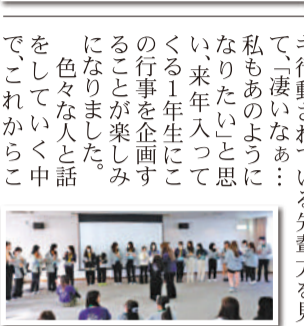 行動されている先輩方を見
て、「凄いなぁ…
私もあのように
なりたい」と思
い、来年入って
くる1年生にこ
の行事を企画す
ることが楽しみ
になりました。
　色々な人と話
をしていく中
で、これからこ